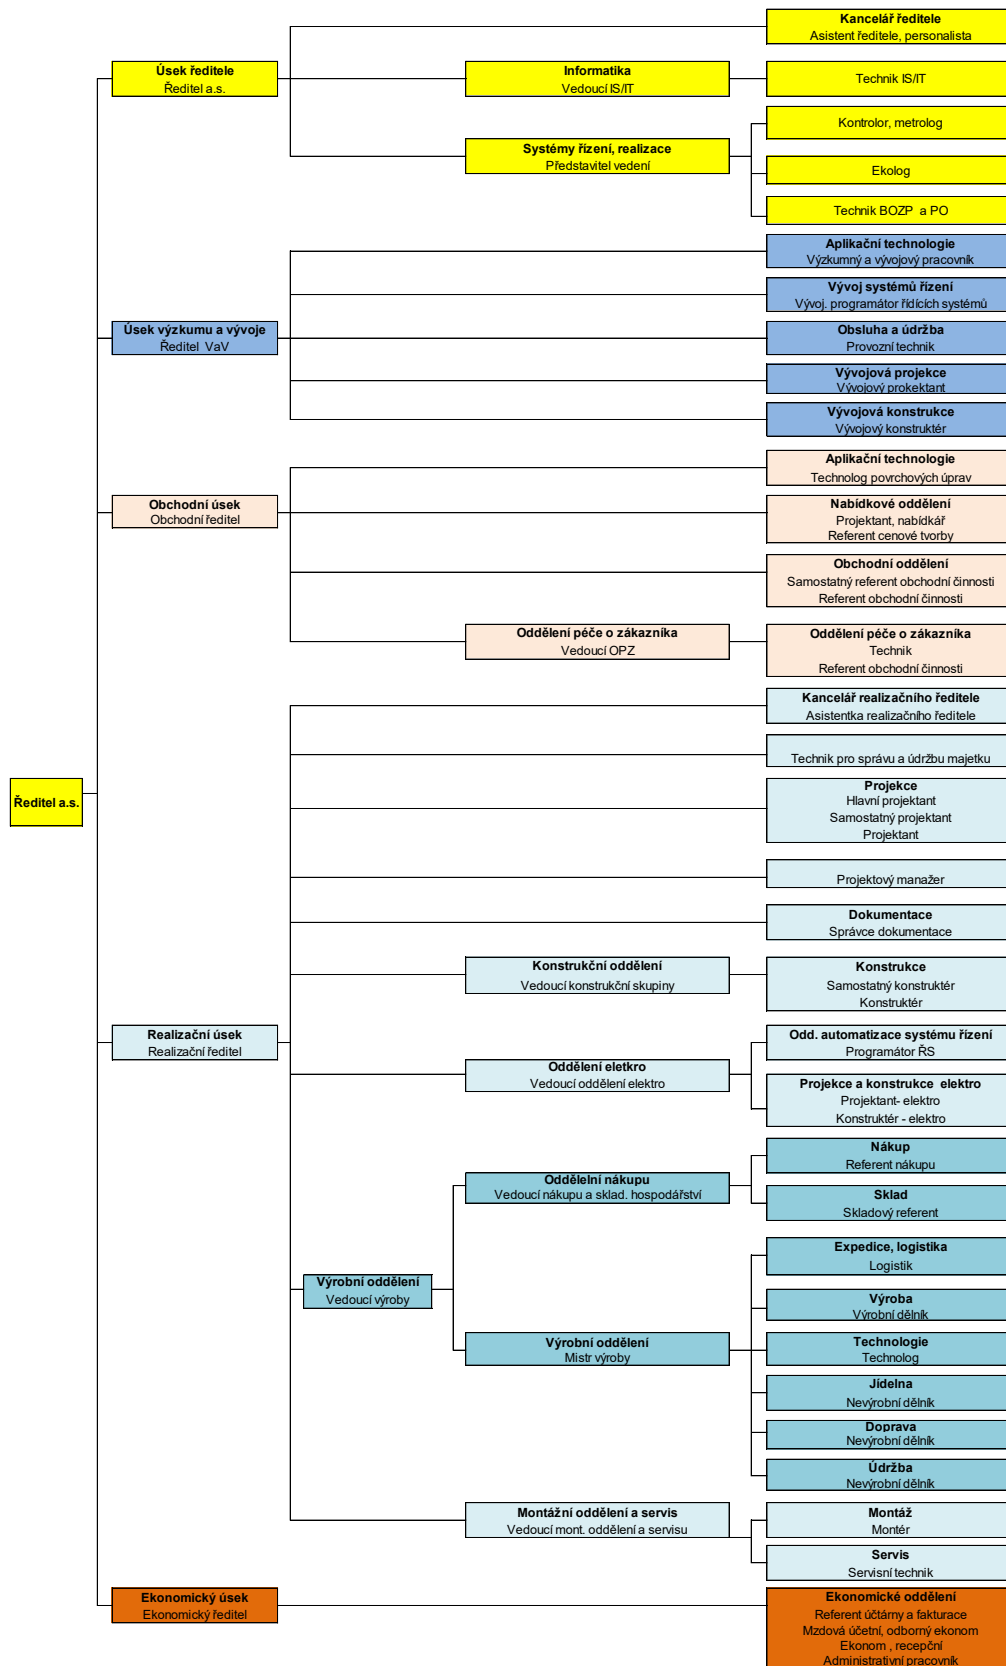 Kancelář ředitele
Asistent ředitele, personalista
Úsek ředitele
Ředitel a.s.
Informatika
Vedoucí IS/IT
Technik IS/IT
Kontrolor, metrolog
Systémy řízení, realizace
Představitel vedení
Ekolog
Technik BOZP a PO
Aplikační technologie
Výzkumný a vývojový pracovník
Vývoj systémů řízení
Vývoj. programátor řídících systémů
Úsek výzkumu a vývoje
Ředitel VaV
Obsluha a údržba
Provozní technik
Vývojová projekce
Vývojový prokektant
Vývojová konstrukce
Vývojový konstruktér
Aplikační technologie
Technolog povrchových úprav
Obchodní úsek
Obchodní ředitel
Nabídkové oddělení
Projektant, nabídkář
Referent cenové tvorby
Obchodní oddělení
Samostatný referent obchodní činnosti
Referent obchodní činnosti
Oddělení péče o zákazníka
Vedoucí OPZ
Oddělení péče o zákazníka
Technik
Referent obchodní činnosti
Kancelář realizačního ředitele
Asistentka realizačního ředitele
Technik pro správu a údržbu majetku
Ředitel a.s.
Projekce
Hlavní projektant
Samostatný projektant
Projektant
Projektový manažer
Dokumentace
Správce dokumentace
Konstrukční oddělení
Vedoucí konstrukční skupiny
Konstrukce
Samostatný konstruktér
Konstruktér
Realizační úsek
Realizační ředitel
Odd. automatizace systému řízení
Programátor ŘS
Oddělení eletkro
Vedoucí oddělení elektro
Projekce a konstrukce elektro
Projektant- elektro
Konstruktér - elektro
Nákup
Referent nákupu
Oddělelní nákupu
Vedoucí nákupu a sklad. hospodářství
Sklad
Skladový referent
Expedice, logistika
Logistik
Výrobní oddělení
Vedoucí výroby
Výroba
Výrobní dělník
Výrobní oddělení
Mistr výroby
Technologie
Technolog
Jídelna
Nevýrobní dělník
Doprava
Nevýrobní dělník
Údržba
Nevýrobní dělník
Montážní oddělení a servis
Vedoucí mont. oddělení a servisu
Montáž
Montér
Servis
Servisní technik
Ekonomický úsek
Ekonomický ředitel
Ekonomické oddělení
Referent účtárny a fakturace
Mzdová účetní, odborný ekonom
Ekonom , recepční
Administrativní pracovník